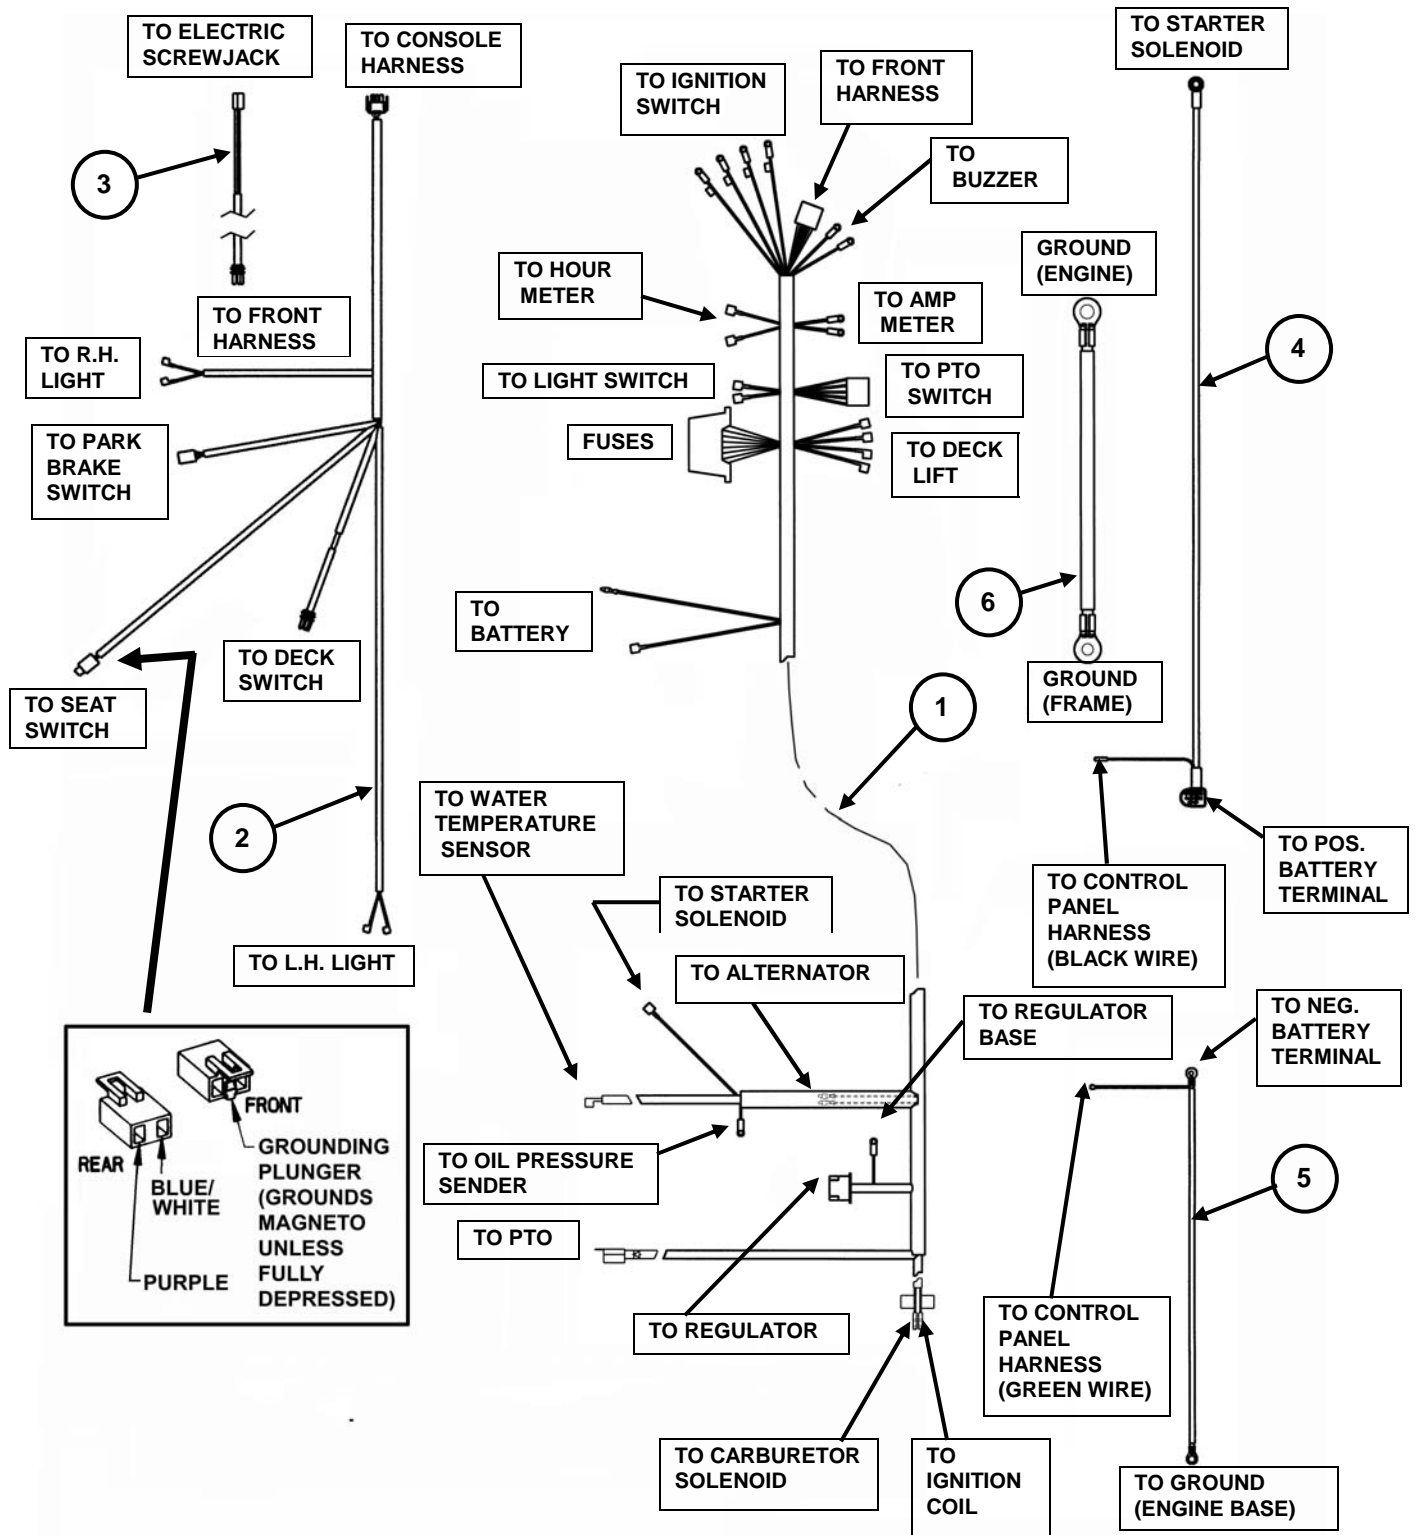 TO ELECTRIC
SCREWJACK
TO CONSOLE
HARNESS
3
TO FRONT
HARNESS
TO R.H.
LIGHT
TO PARK
BRAKE
SWITCH
TO DECK
SWITCH
TO SEAT
SWITCH
2
TO L.H. LIGHT
REAR
FRONT
BLUE/
WHITE
PURPLE
GROUNDING
PLUNGER
(GROUNDS
MAGNETO
UNLESS
FULLY
DEPRESSED)
TO IGNITION
SWITCH
TO FRONT
HARNESS
TO
BUZZER
TO HOUR
METER
TO AMP
METER
TO LIGHT SWITCH
TO PTO
SWITCH
FUSES
TO DECK
LIFT
TO
BATTERY
1
TO WATER
TEMPERATURE
SENSOR
TO STARTER
SOLENOID
TO ALTERNATOR
TO REGULATOR
BASE
TO OIL PRESSURE
SENDER
TO PTO
TO REGULATOR
TO CARBURETOR
SOLENOID
TO
IGNITION
COIL
TO STARTER
SOLENOID
GROUND
(ENGINE)
4
6
GROUND
(FRAME)
TO POS.
BATTERY
TERMINAL
TO CONTROL
PANEL
HARNESS
(BLACK WIRE)
TO NEG.
BATTERY
TERMINAL
5
TO CONTROL
PANEL
HARNESS
(GREEN WIRE)
TO GROUND
(ENGINE BASE)